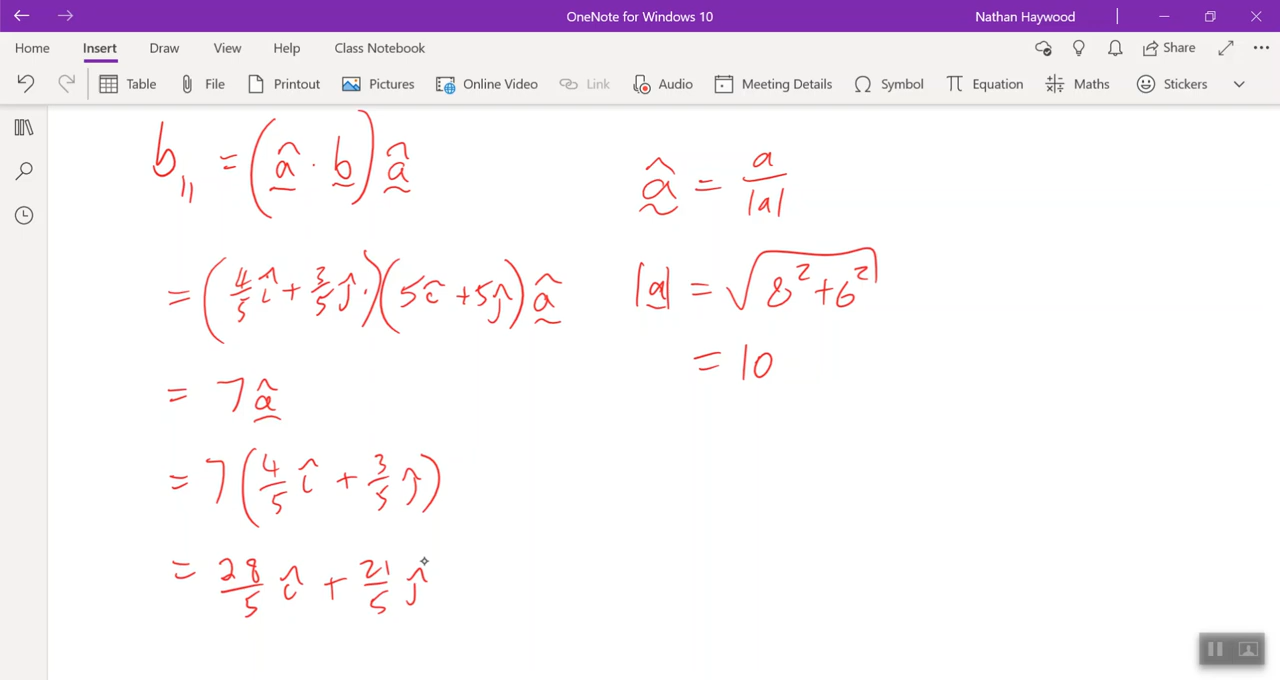 OneNote for Windows 10
Nathan Haywood
Home Insert Draw View Help Class Notebook
Share
Table File Printout Pictures Online Video Link Audio Meeting Details Symbol Equation Maths Stickers
b∥ = (â · b) â
= (4/5 î + 3/5 ĵ) · (5î + 5ĵ) â
= 7â
= 7(4/5 î + 3/5 ĵ)
= 28/5 î + 21/5 ĵ
â = a/|a|
|a| = √(8² + 6²)
= 10